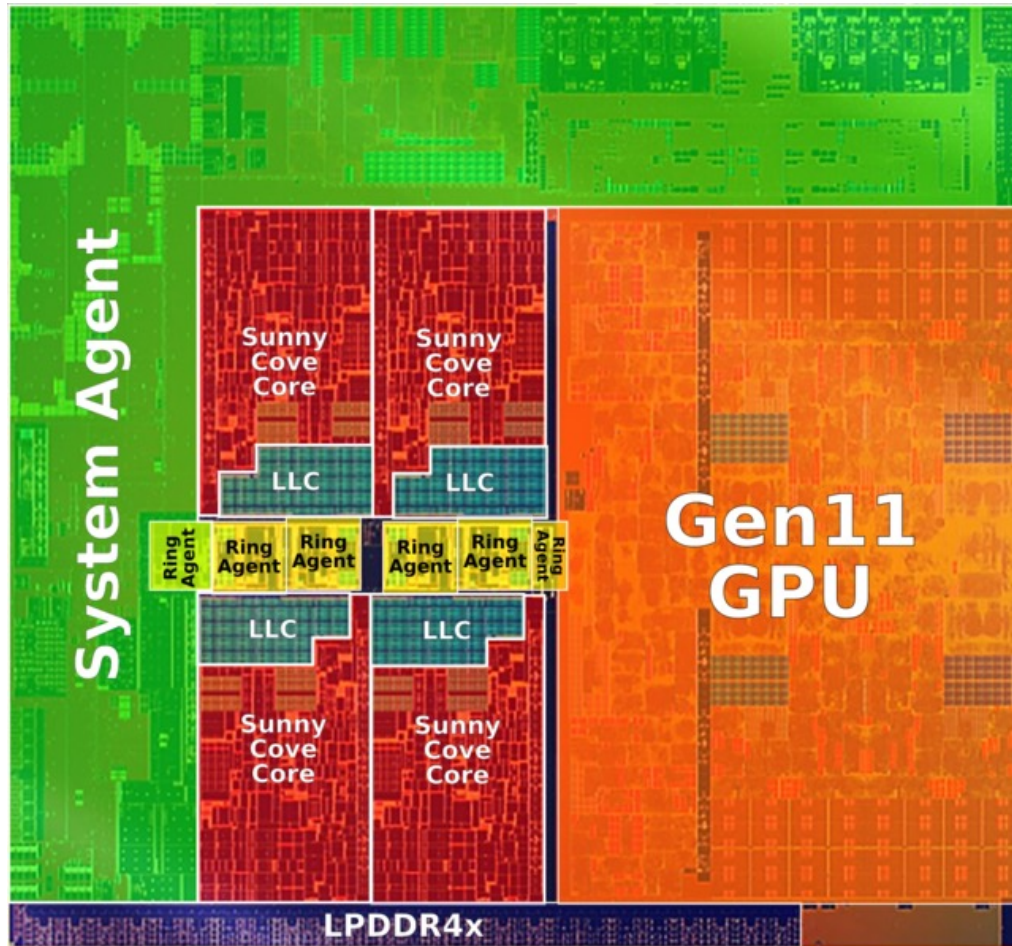 System Agent
Sunny
Cove
Core
Sunny
Cove
Core
LLC
LLC
Ring
Agent
Ring
Agent
Ring
Agent
Ring
Agent
Ring
Agent
Ring
Agent
LLC
LLC
Sunny
Cove
Core
Sunny
Cove
Core
Gen11
GPU
LPDDR4x